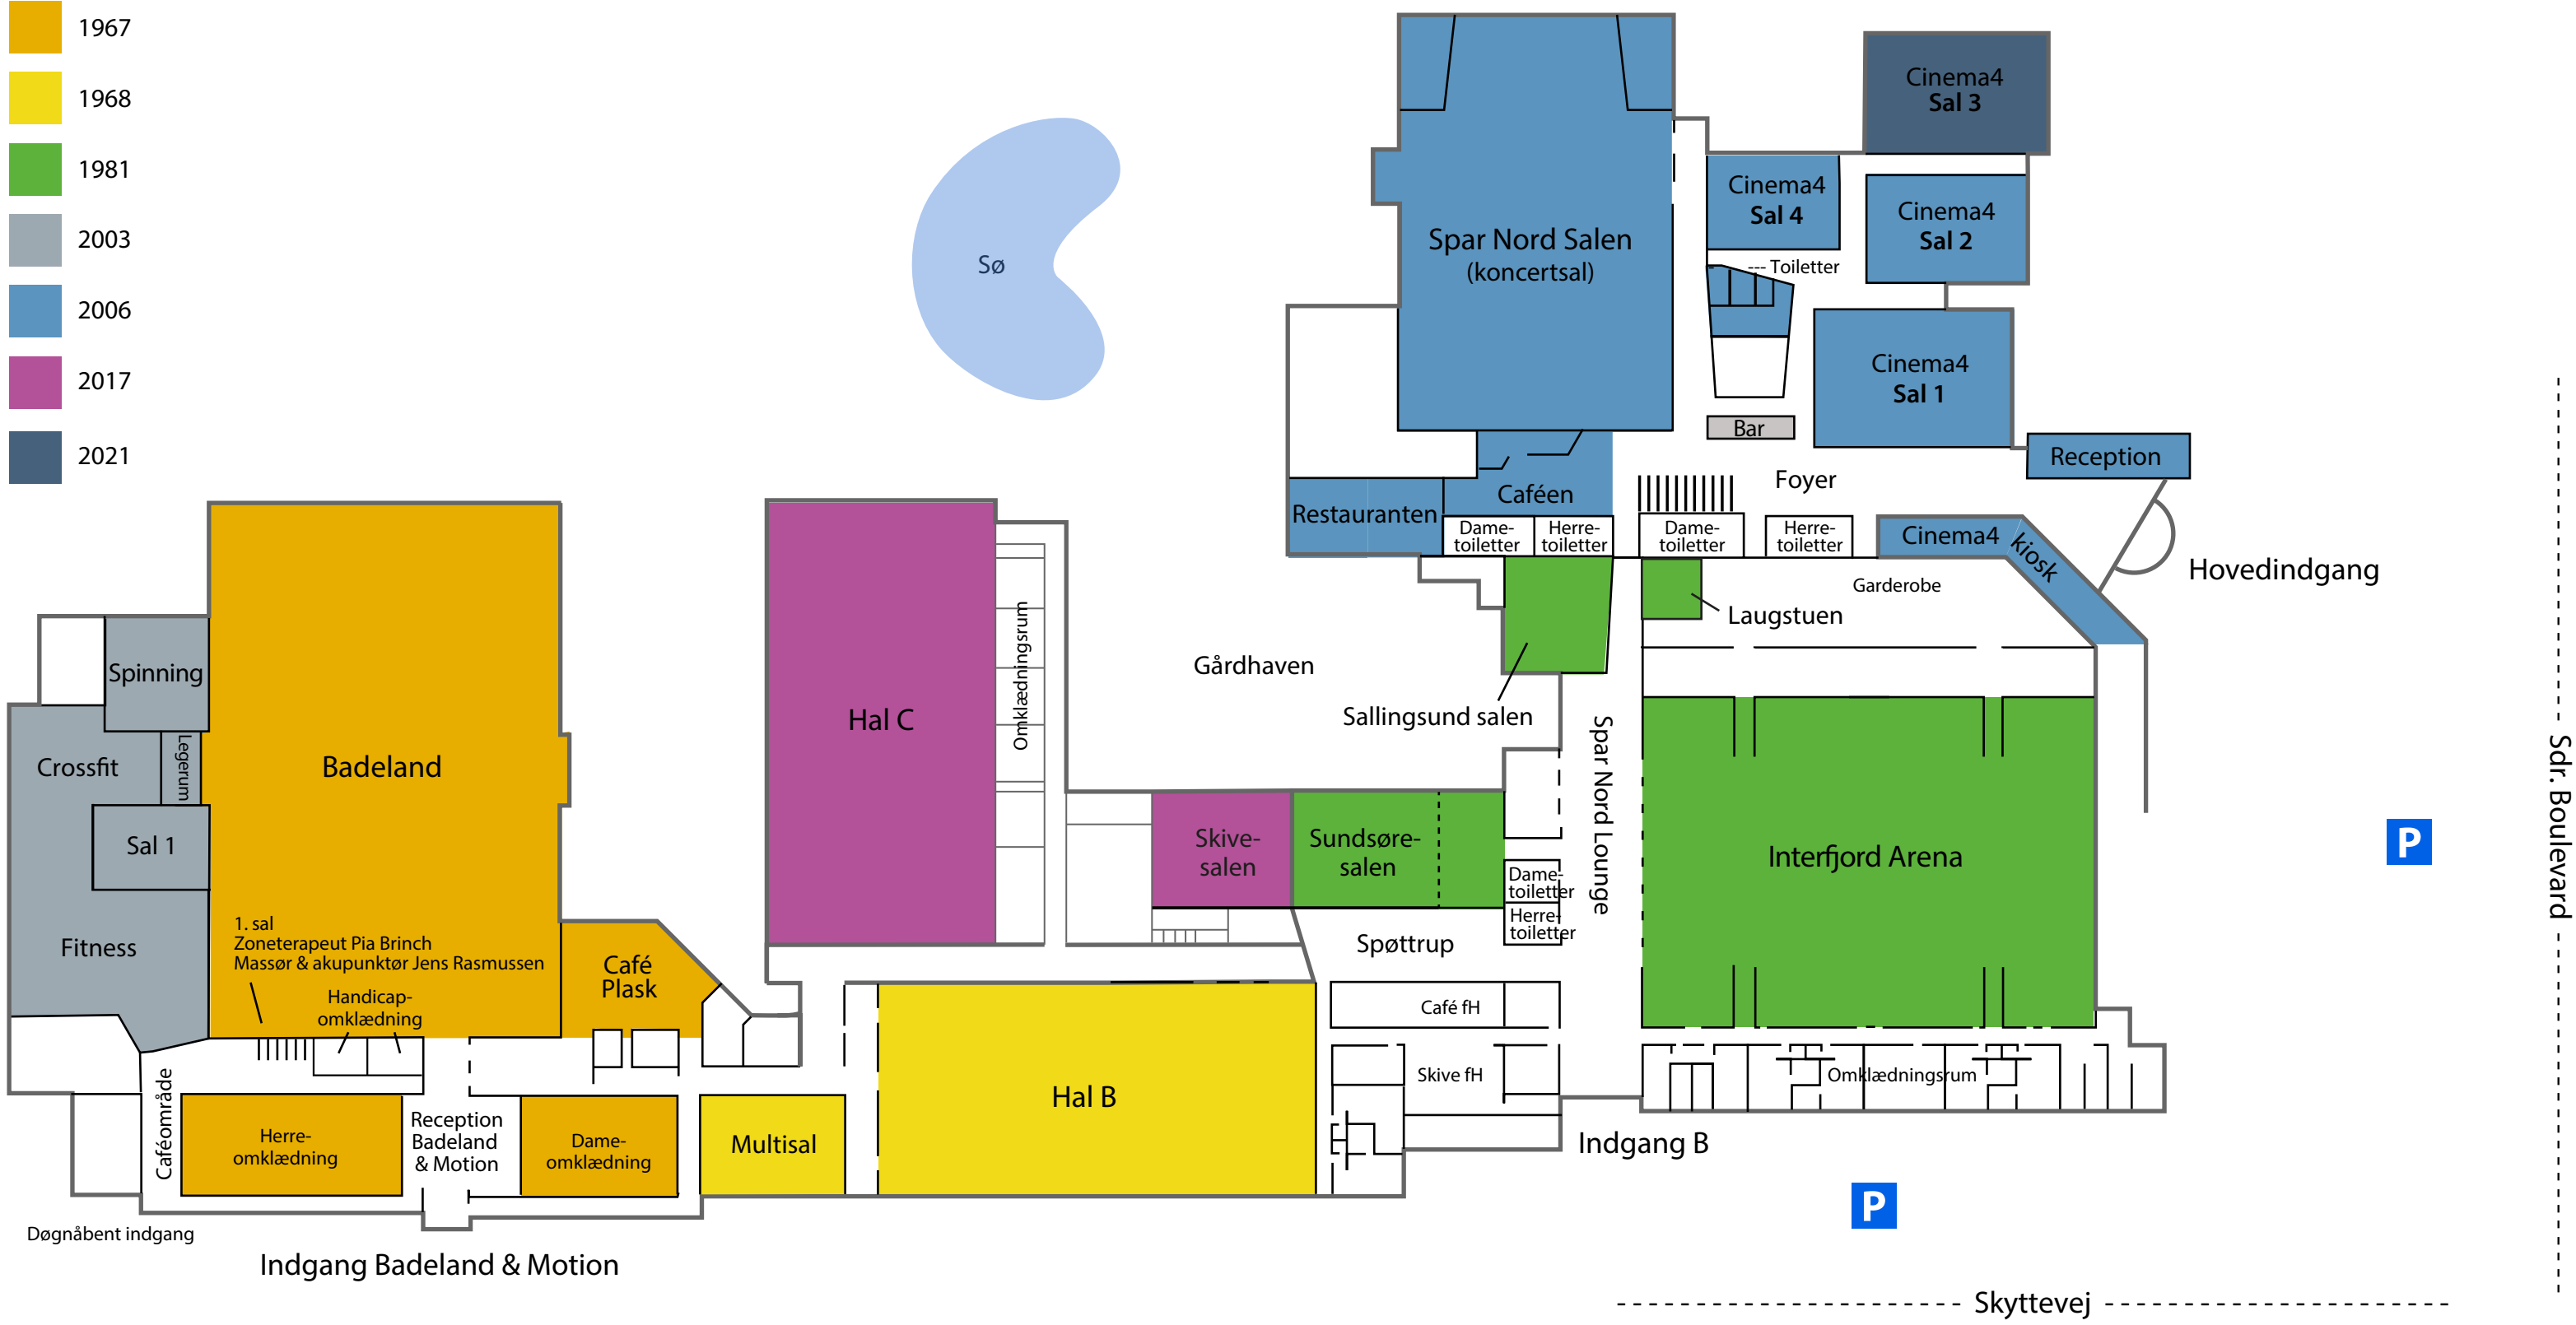 1967
1968
1981
2003
2006
2017
2021
Sø
Spar Nord Salen
(koncertsal)
Cinema4
Sal 3
Cinema4
Sal 4
Cinema4
Sal 2
--- Toiletter
Cinema4
Sal 1
Bar
Reception
Foyer
Caféen
Restauranten
Dame-
toiletter
Herre-
toiletter
Dame-
toiletter
Herre-
toiletter
Cinema4
kiosk
Hovedindgang
Garderobe
Laugstuen
Gårdhaven
Sallingsund salen
Spar Nord Lounge
Interfjord Arena
P
Sdr. Boulevard
Spinning
Crossfit
Legerum
Badeland
Sal 1
Fitness
1. sal
Zoneterapeut Pia Brinch
Massør & akupunktør Jens Rasmussen
Handicap-
omklædning
Café
Plask
Hal C
Omklædningsrum
Skive-
salen
Sundsøre-
salen
Dame-
toiletter
Herre-
toiletter
Spøttrup
Café fH
Skive fH
Omklædningsrum
Hal B
Multisal
Caféområde
Herre-
omklædning
Reception
Badeland
& Motion
Dame-
omklædning
Indgang B
P
Døgnåbent indgang
Indgang Badeland & Motion
Skyttevej